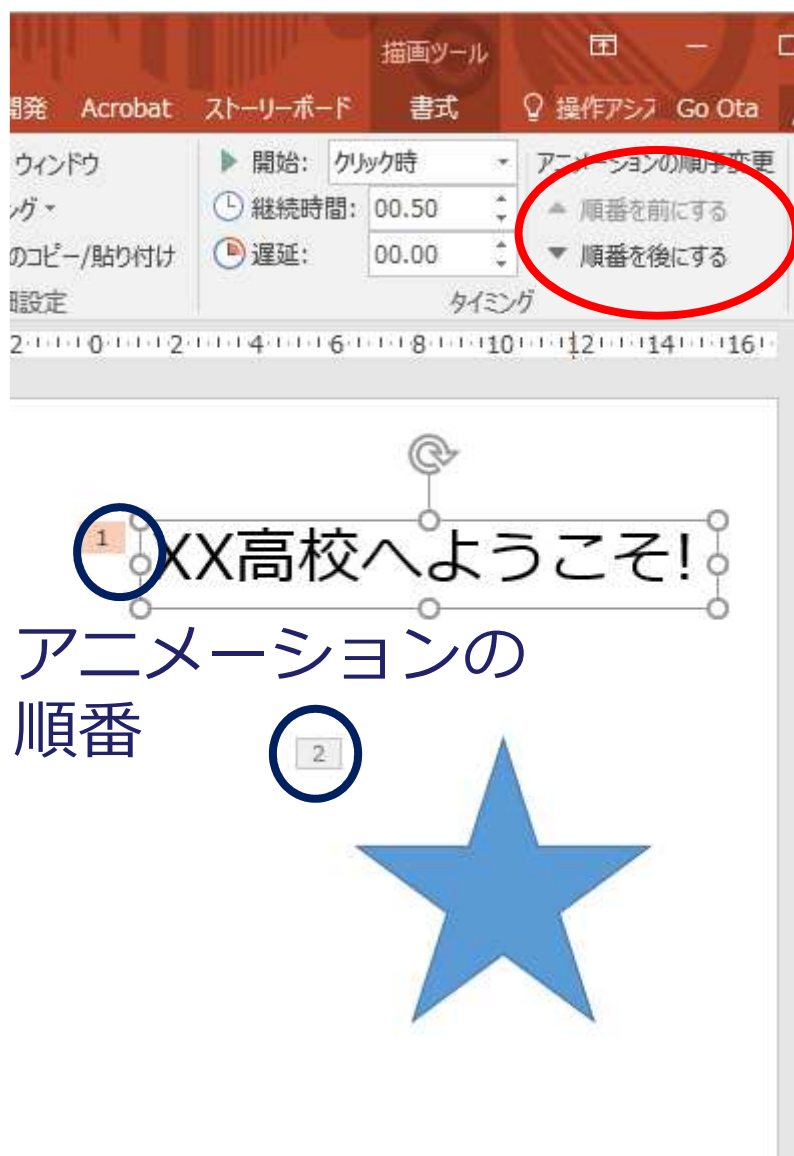 描画ツール
開発 Acrobat ストーリーボード 書式 操作アシス Go Ota
ウィンドウ
開始: クリック時
アニメーションの順序変更
グ
継続時間: 00.50
順番を前にする
のコピー/貼り付け
遅延: 00.00
順番を後にする
細設定
タイミング
2 0 2 4 6 8 10 12 14 16
1
XX高校へようこそ!
アニメーションの
順番
2